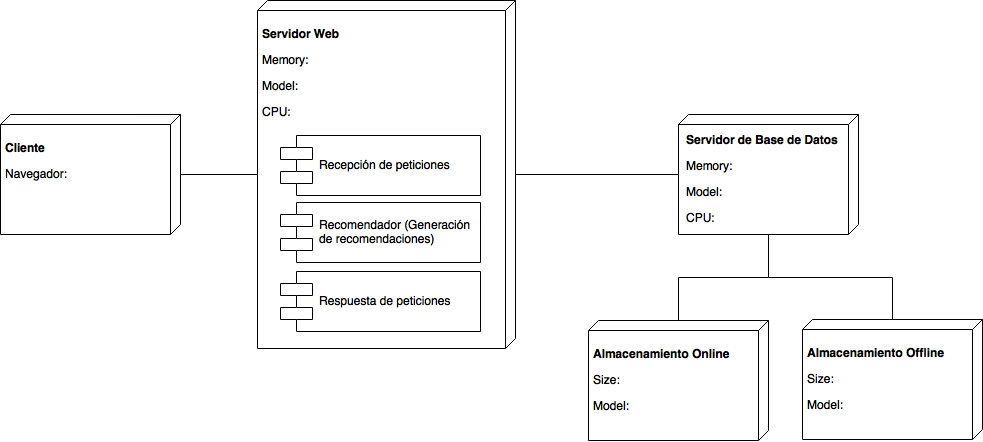 Cliente
Navegador:
Servidor Web
Memory:
Model:
CPU:
Recepción de peticiones
Recomendador (Generación
de recomendaciones)
Respuesta de peticiones
Servidor de Base de Datos
Memory:
Model:
CPU:
Almacenamiento Online
Size:
Model:
Almacenamiento Offline
Size:
Model: